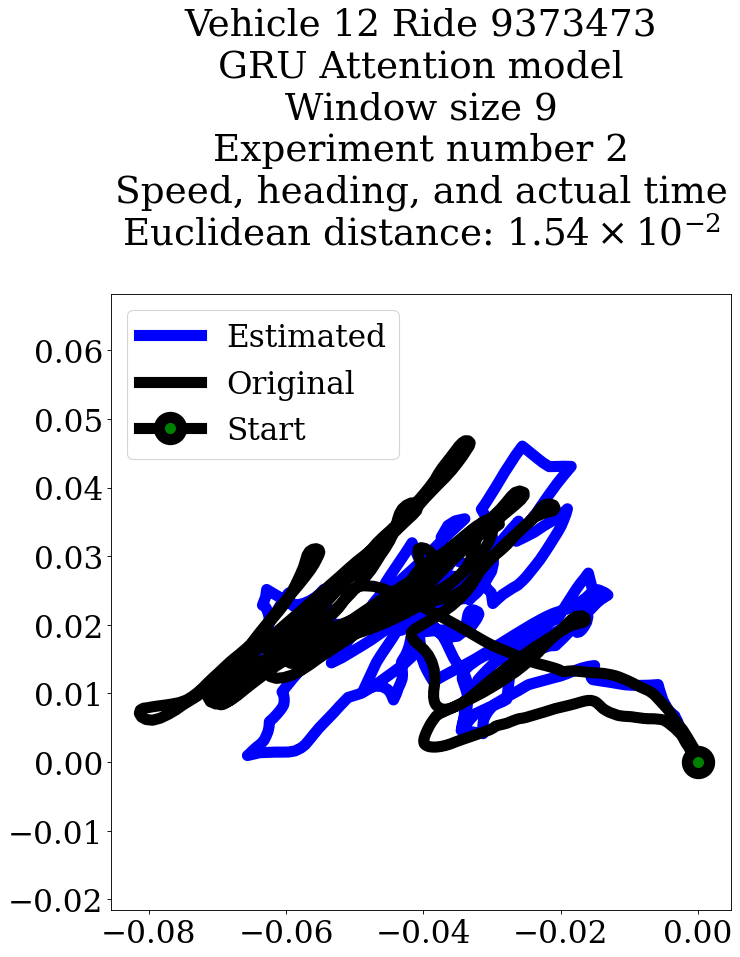 Vehicle 12 Ride 9373473
GRU Attention model
Window size 9
Experiment number 2
Speed, heading, and actual time
Euclidean distance: 1.54 × 10⁻²
Estimated
Original
Start
0.06
0.05
0.04
0.03
0.02
0.01
0.00
−0.01
−0.02
−0.08 −0.06 −0.04 −0.02 0.00